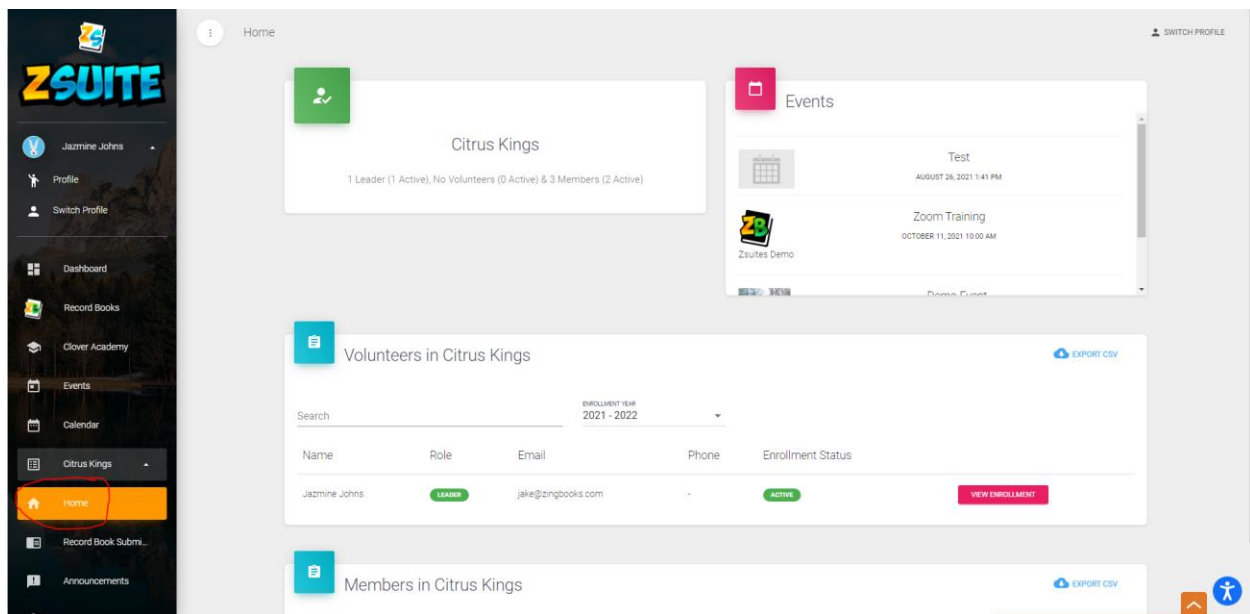 ZSUITE
Jazmine Johns
Profile
Switch Profile
Dashboard
Record Books
Clover Academy
Events
Calendar
Citrus Kings
Home
Record Book Submi...
Announcements
Home
SWITCH PROFILE
Citrus Kings
1 Leader (1 Active), No Volunteers (0 Active) & 3 Members (2 Active)
Events
Test
AUGUST 26, 2021 1:41 PM
ZB
Zoom Training
OCTOBER 11, 2021 10:00 AM
Zsuites Demo
Demo Event
Volunteers in Citrus Kings
EXPORT CSV
Search
ENROLLMENT YEAR
2021 - 2022
Name Role Email Phone Enrollment Status
Jazmine Johns LEADER jake@zingbooks.com - ACTIVE VIEW ENROLLMENT
Members in Citrus Kings
EXPORT CSV